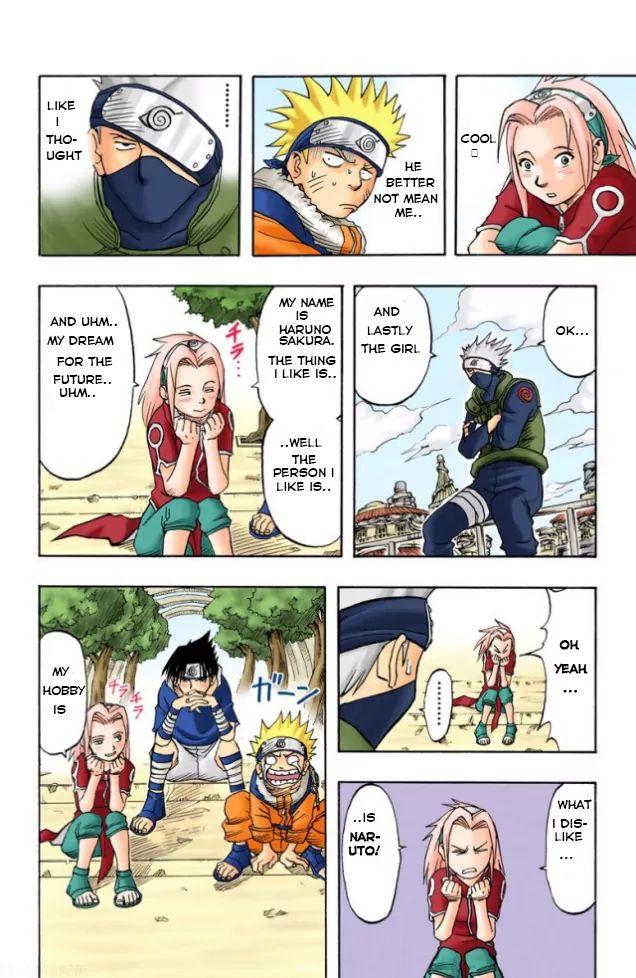 COOL
HE
BETTER
NOT MEAN
ME..
.........
LIKE
I
THO-
UGHT
OK...
AND
LASTLY
THE GIRL
MY NAME
IS
HARUNO
SAKURA.
THE THING
I LIKE IS..
..WELL
THE
PERSON I
LIKE IS..
チラ…
AND UHM..
MY DREAM
FOR THE
FUTURE..
UHM..
OH
YEAH
...
......
WHAT
I DIS-
LIKE
...
..IS
NAR-
UTO!
ガーン
チラ
チラ
MY
HOBBY
IS